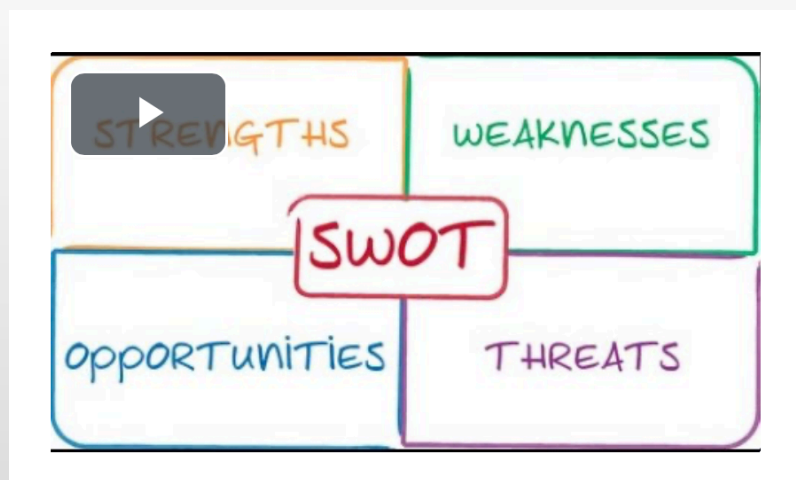 STRENGTHS
WEAKNESSES
SWOT
OPPORTUNITIES
THREATS